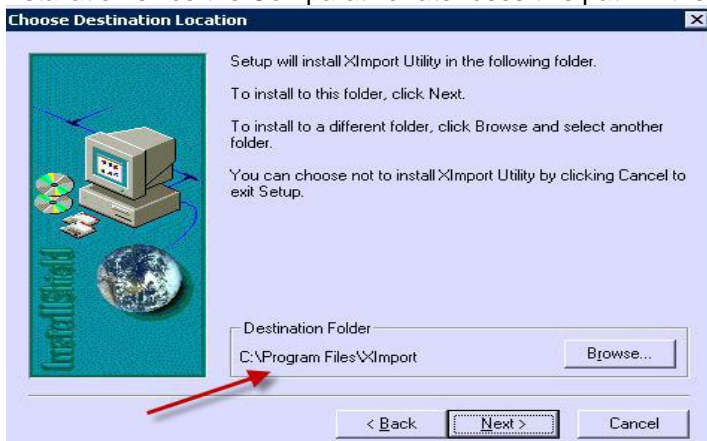 Choose Destination Location
Setup will install XImport Utility in the following folder.
To install to this folder, click Next.
To install to a different folder, click Browse and select another
folder.
You can choose not to install XImport Utility by clicking Cancel to
exit Setup.
InstallShield
Destination Folder
C:\Program Files\XImport
Browse...
< Back
Next >
Cancel